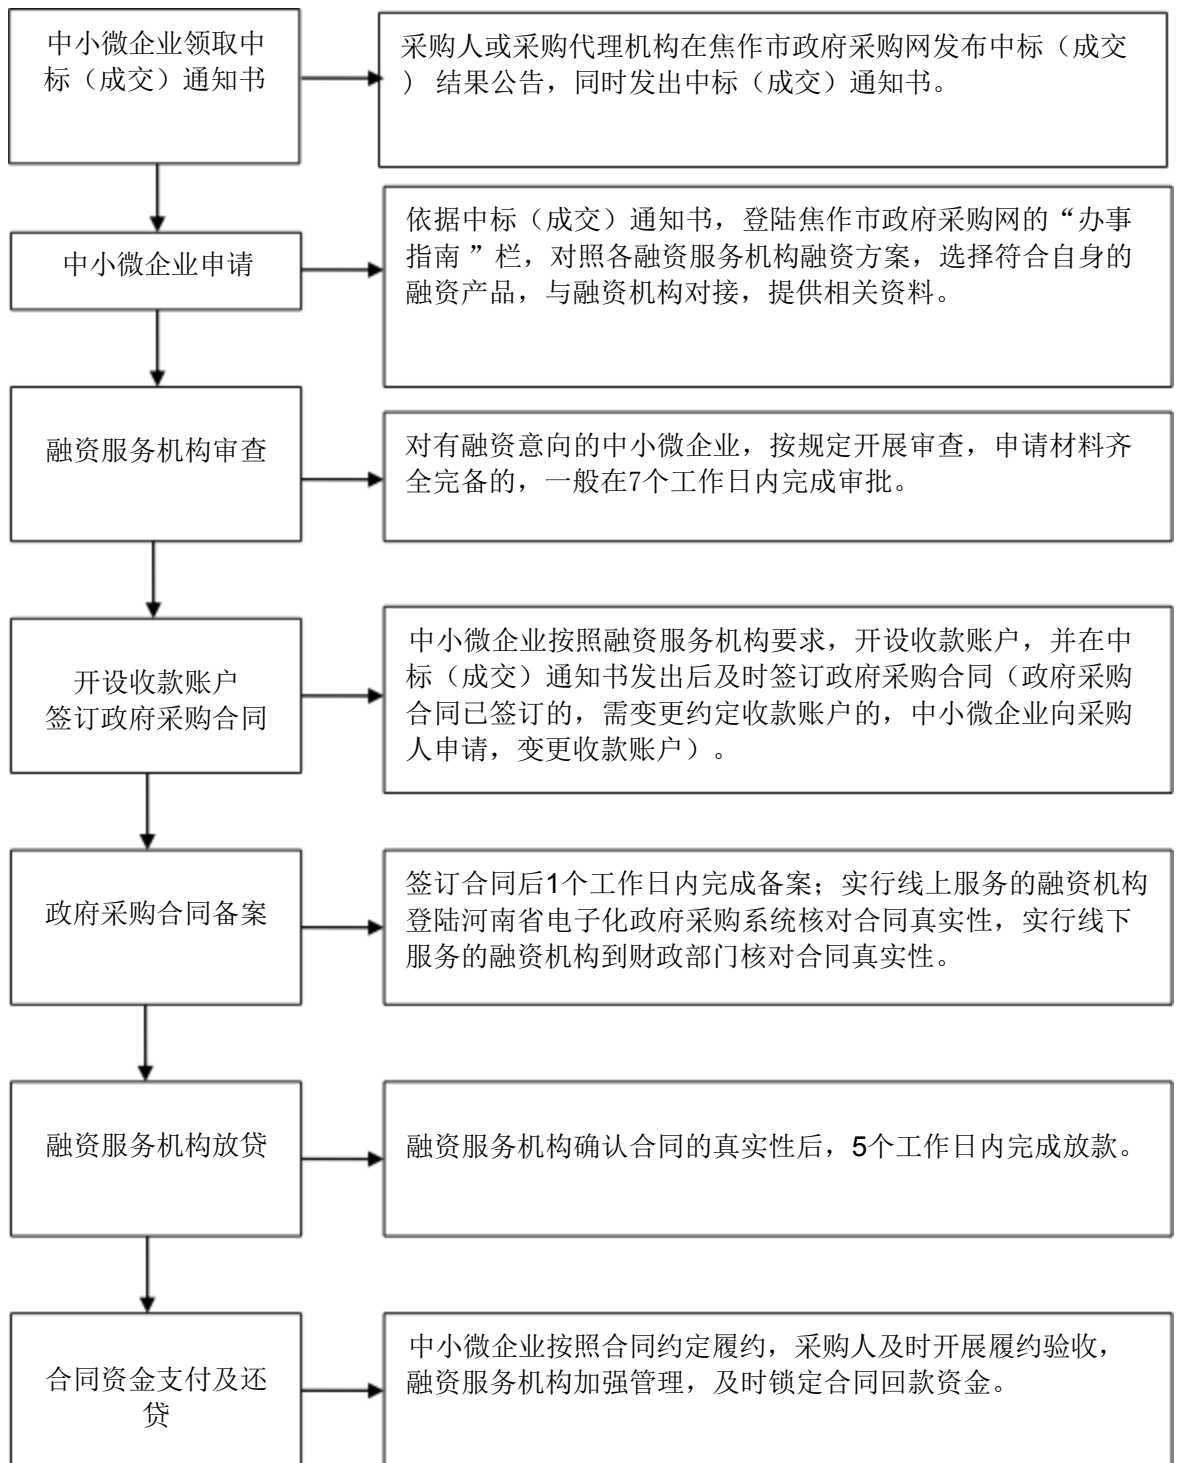 中小微企业领取中
标（成交）通知书
采购人或采购代理机构在焦作市政府采购网发布中标（成交
） 结果公告，同时发出中标（成交）通知书。
中小微企业申请
依据中标（成交）通知书，登陆焦作市政府采购网的“办事
指南 ”栏，对照各融资服务机构融资方案，选择符合自身的
融资产品，与融资机构对接，提供相关资料。
融资服务机构审查
对有融资意向的中小微企业，按规定开展审查，申请材料齐
全完备的，一般在7个工作日内完成审批。
开设收款账户
签订政府采购合同
中小微企业按照融资服务机构要求，开设收款账户，并在中
标（成交）通知书发出后及时签订政府采购合同（政府采购
合同已签订的，需变更约定收款账户的，中小微企业向采购
人申请，变更收款账户）。
政府采购合同备案
签订合同后1个工作日内完成备案；实行线上服务的融资机构
登陆河南省电子化政府采购系统核对合同真实性，实行线下
服务的融资机构到财政部门核对合同真实性。
融资服务机构放贷
融资服务机构确认合同的真实性后，5个工作日内完成放款。
合同资金支付及还
贷
中小微企业按照合同约定履约，采购人及时开展履约验收，
融资服务机构加强管理，及时锁定合同回款资金。